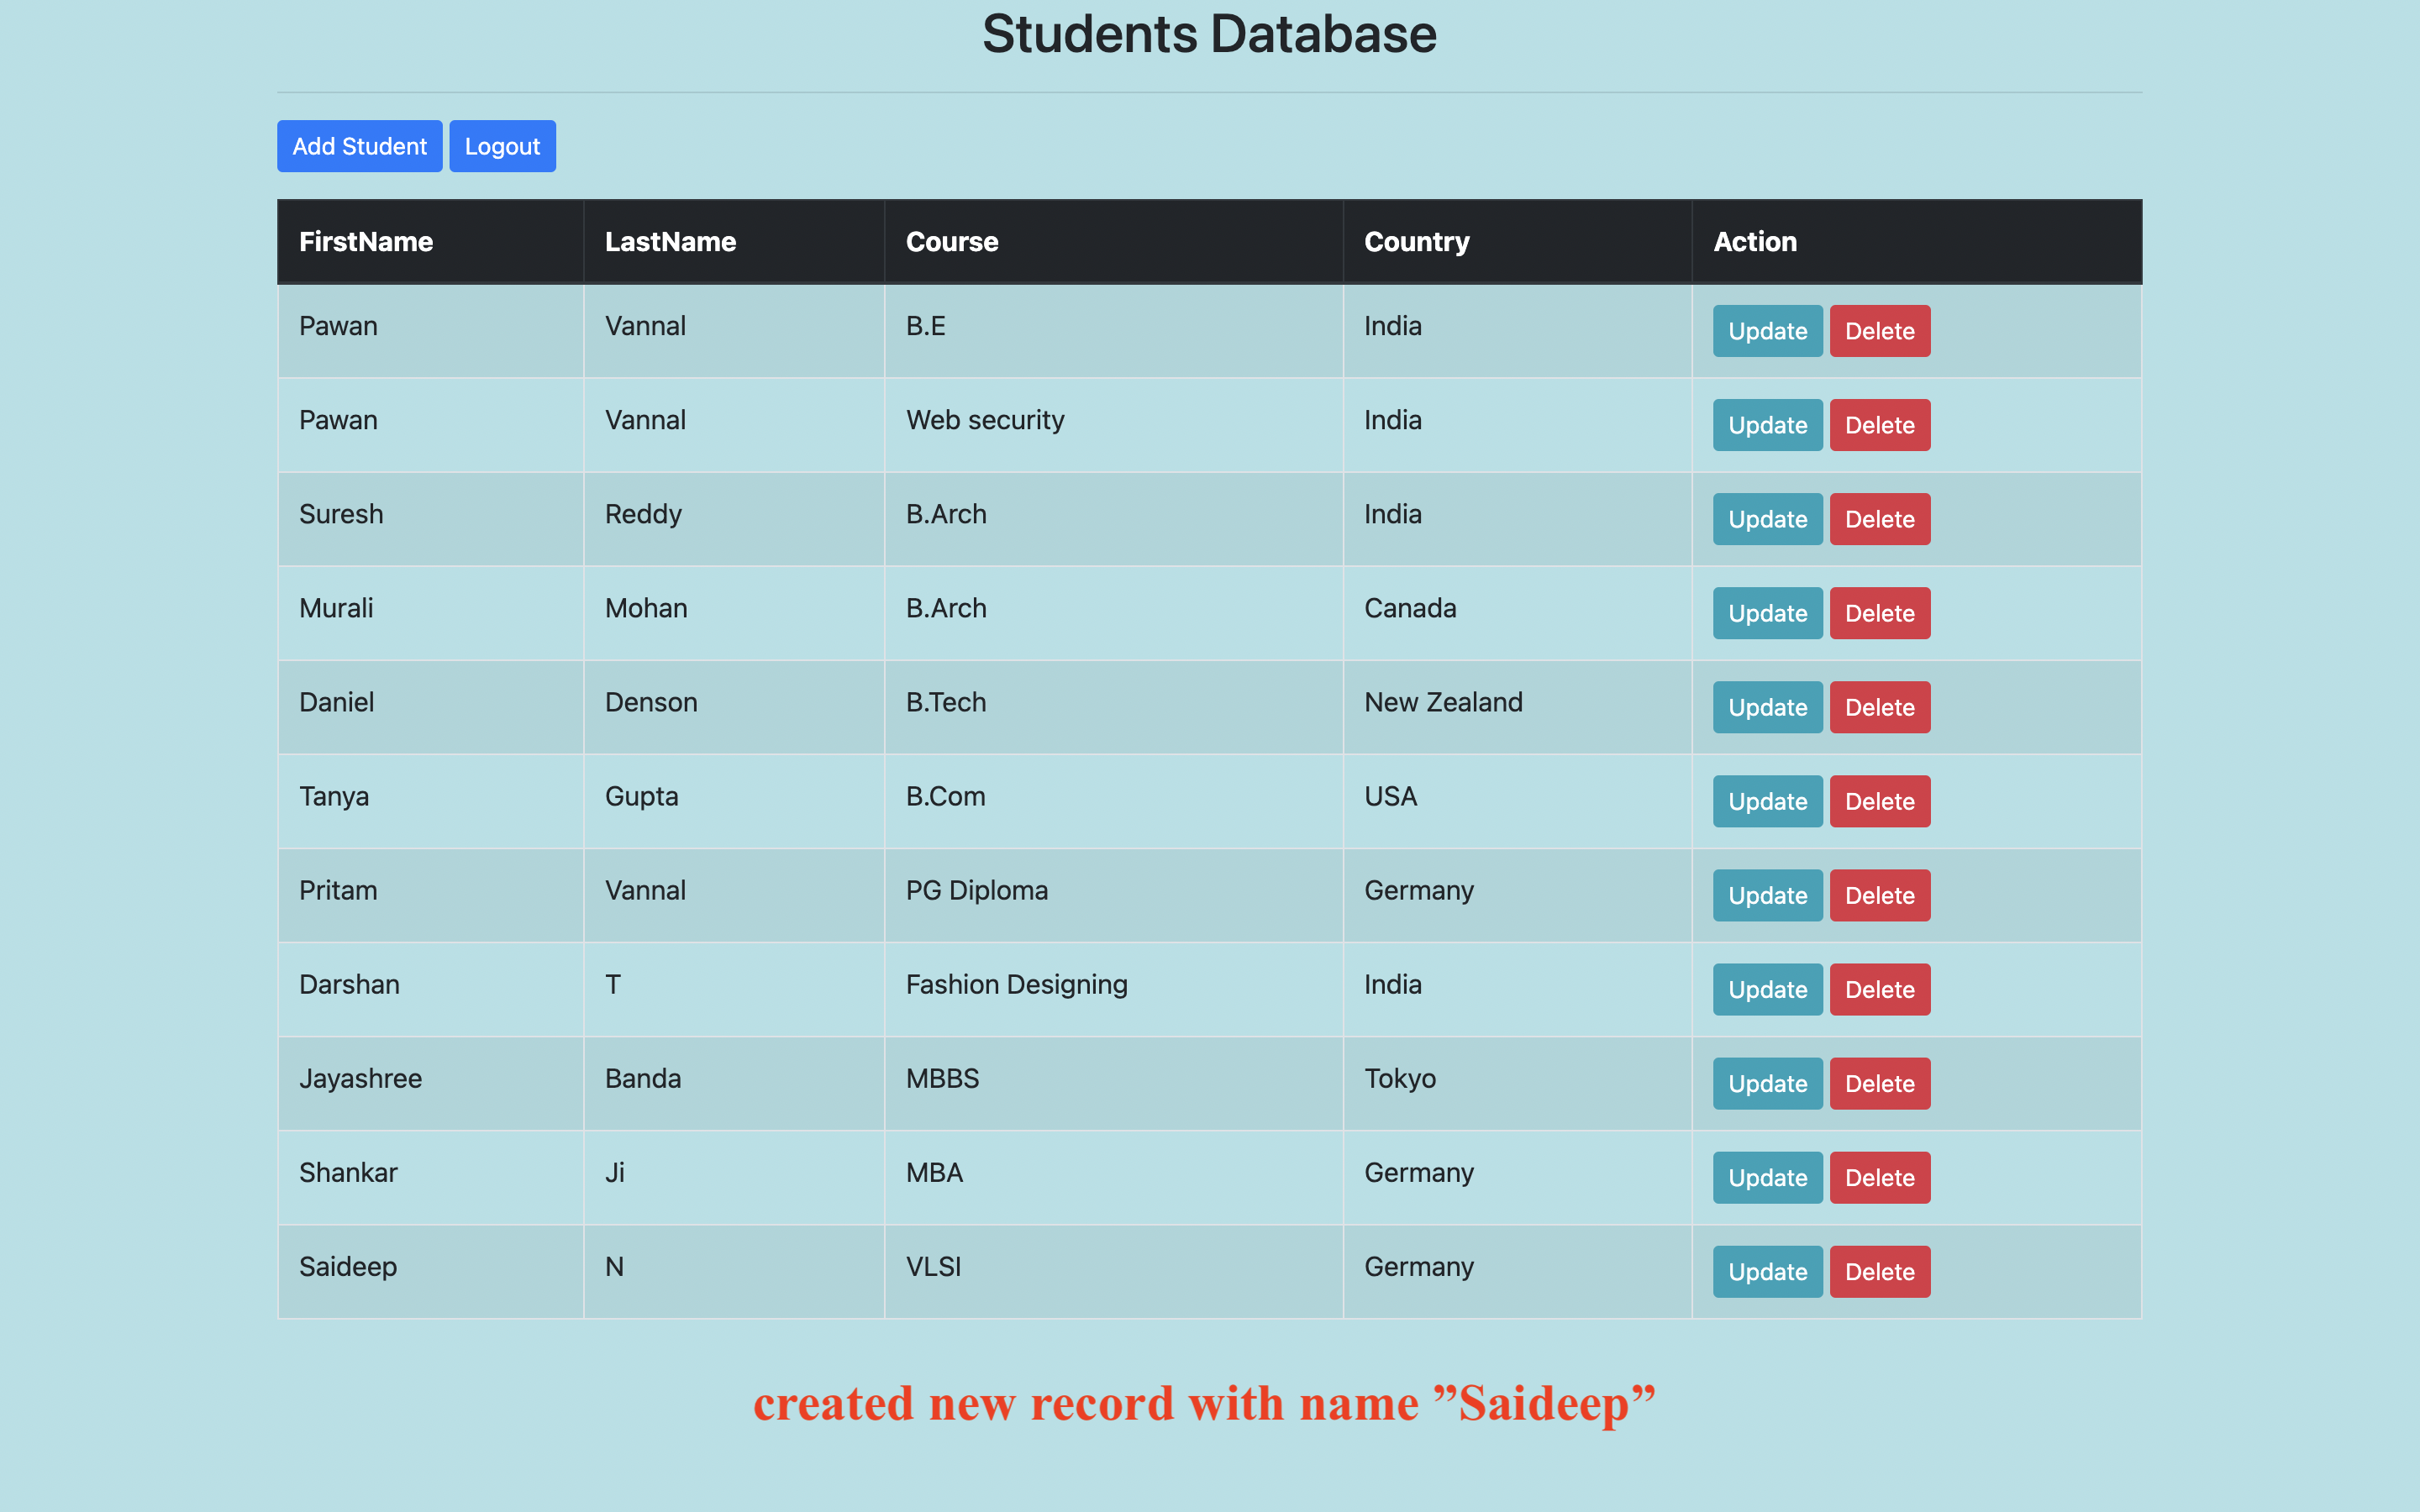 Students Database
Add Student Logout
FirstName LastName Course Country Action
Pawan Vannal B.E India Update Delete
Pawan Vannal Web security India Update Delete
Suresh Reddy B.Arch India Update Delete
Murali Mohan B.Arch Canada Update Delete
Daniel Denson B.Tech New Zealand Update Delete
Tanya Gupta B.Com USA Update Delete
Pritam Vannal PG Diploma Germany Update Delete
Darshan T Fashion Designing India Update Delete
Jayashree Banda MBBS Tokyo Update Delete
Shankar Ji MBA Germany Update Delete
Saideep N VLSI Germany Update Delete
created new record with name ”Saideep”